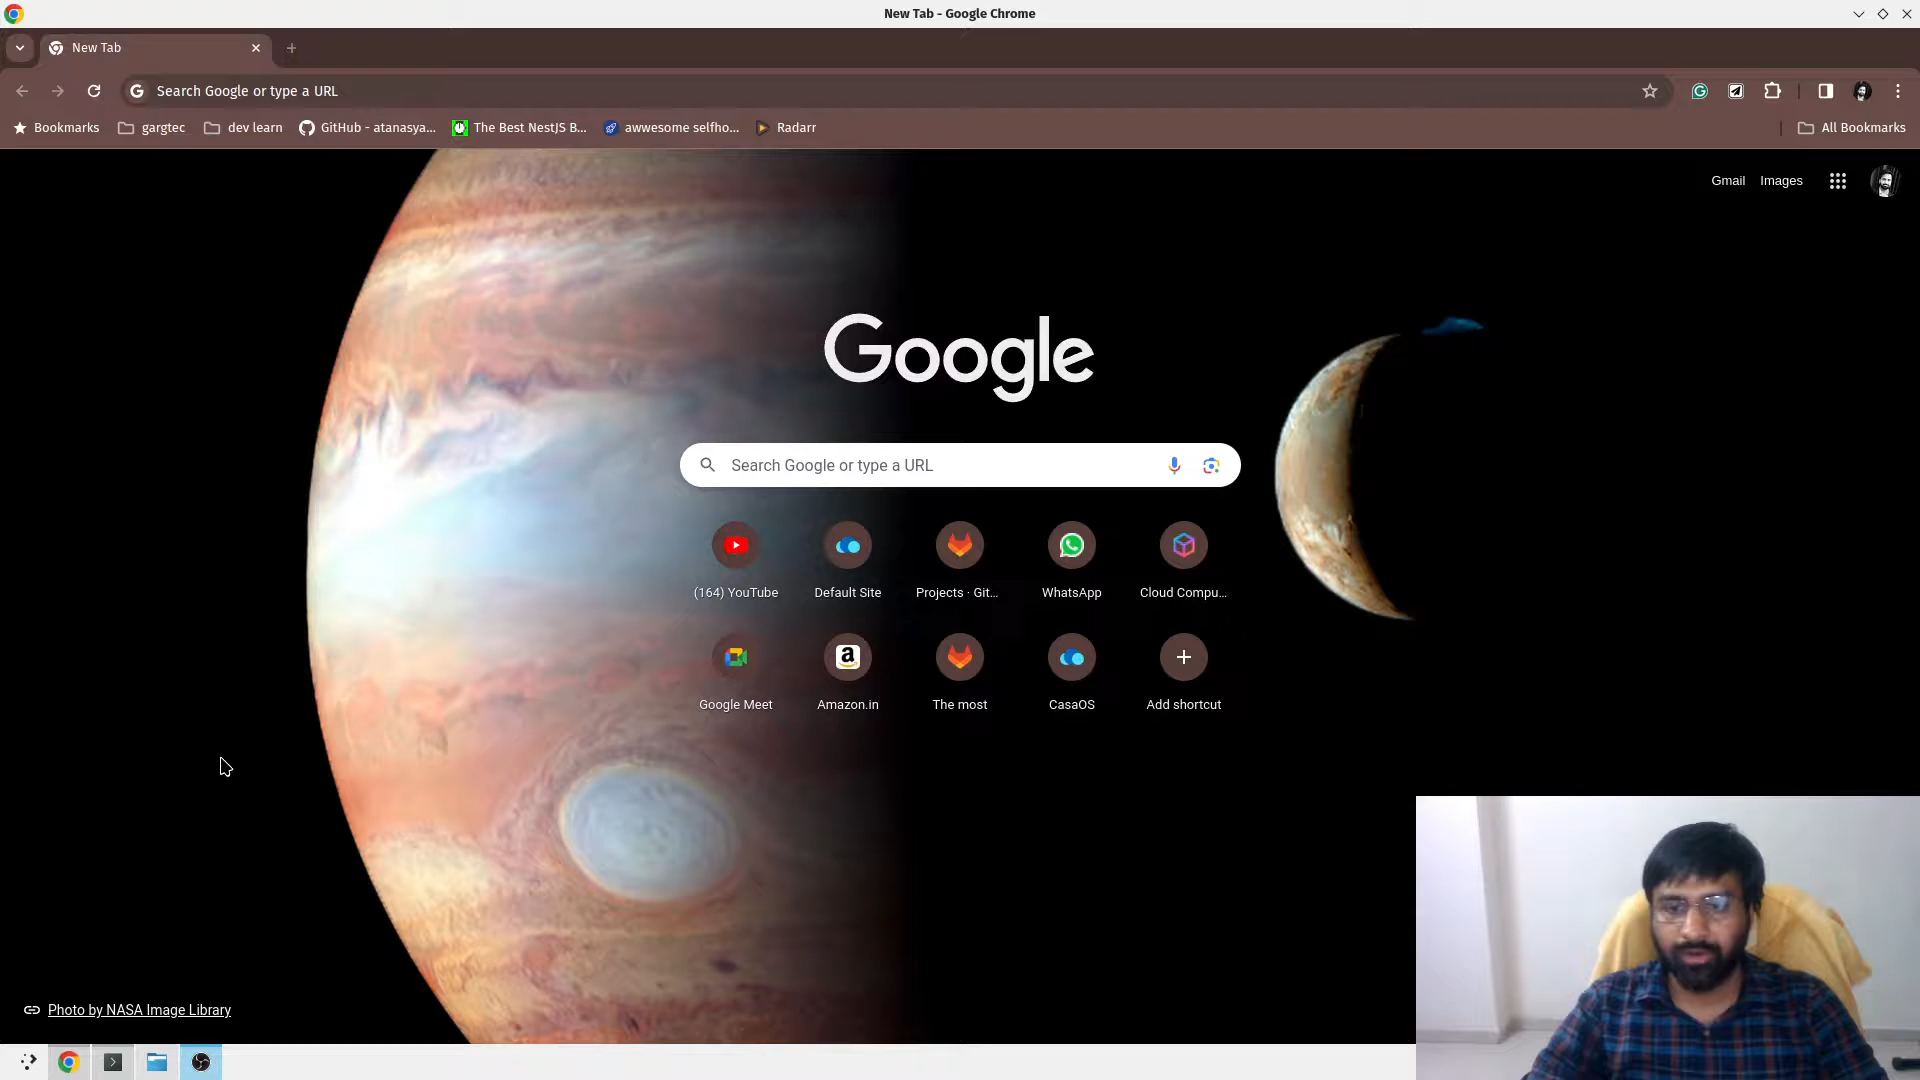 New Tab - Google Chrome
New Tab
Search Google or type a URL
Bookmarks
gargtec
dev learn
GitHub - atanasya...
The Best NestJS B...
awwesome selfho...
Radarr
All Bookmarks
Gmail
Images
Google
Search Google or type a URL
(164) YouTube
Default Site
Projects · Git...
WhatsApp
Cloud Compu...
Google Meet
Amazon.in
The most
CasaOS
Add shortcut
Photo by NASA Image Library